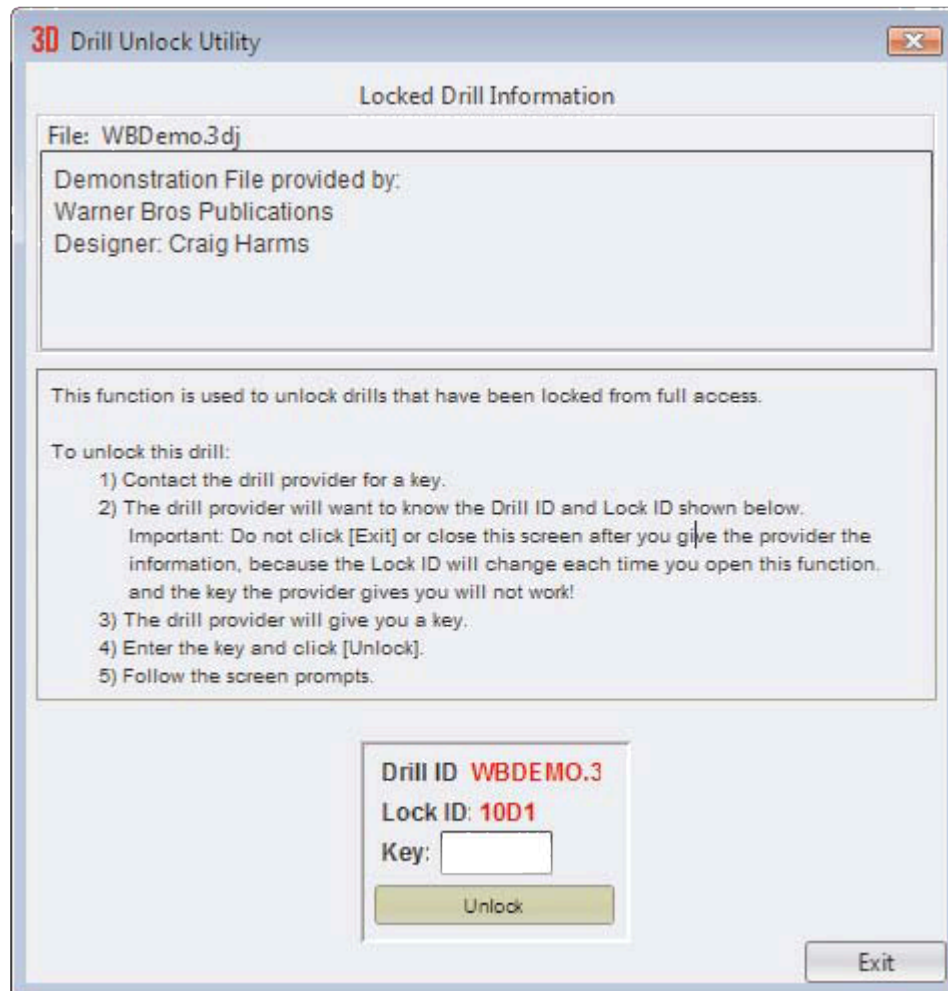 3D Drill Unlock Utility
Locked Drill Information
File: WBDemo.3dj
Demonstration File provided by:
Warner Bros Publications
Designer: Craig Harms
This function is used to unlock drills that have been locked from full access.
To unlock this drill:
1) Contact the drill provider for a key.
2) The drill provider will want to know the Drill ID and Lock ID shown below.
Important: Do not click [Exit] or close this screen after you give the provider the
information, because the Lock ID will change each time you open this function.
and the key the provider gives you will not work!
3) The drill provider will give you a key.
4) Enter the key and click [Unlock].
5) Follow the screen prompts.
Drill ID WBDEMO.3
Lock ID: 10D1
Key:
Unlock
Exit